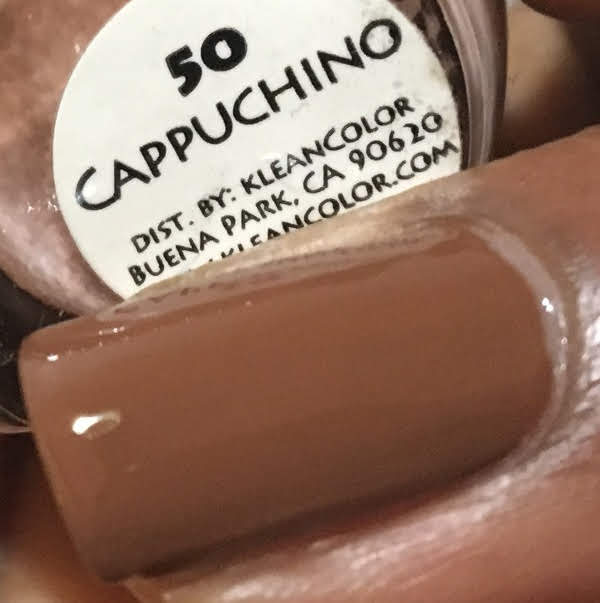 50
CAPPUCHINO
DIST. BY: KLEANCOLOR
BUENA PARK, CA 90620
KLEANCOLOR.COM